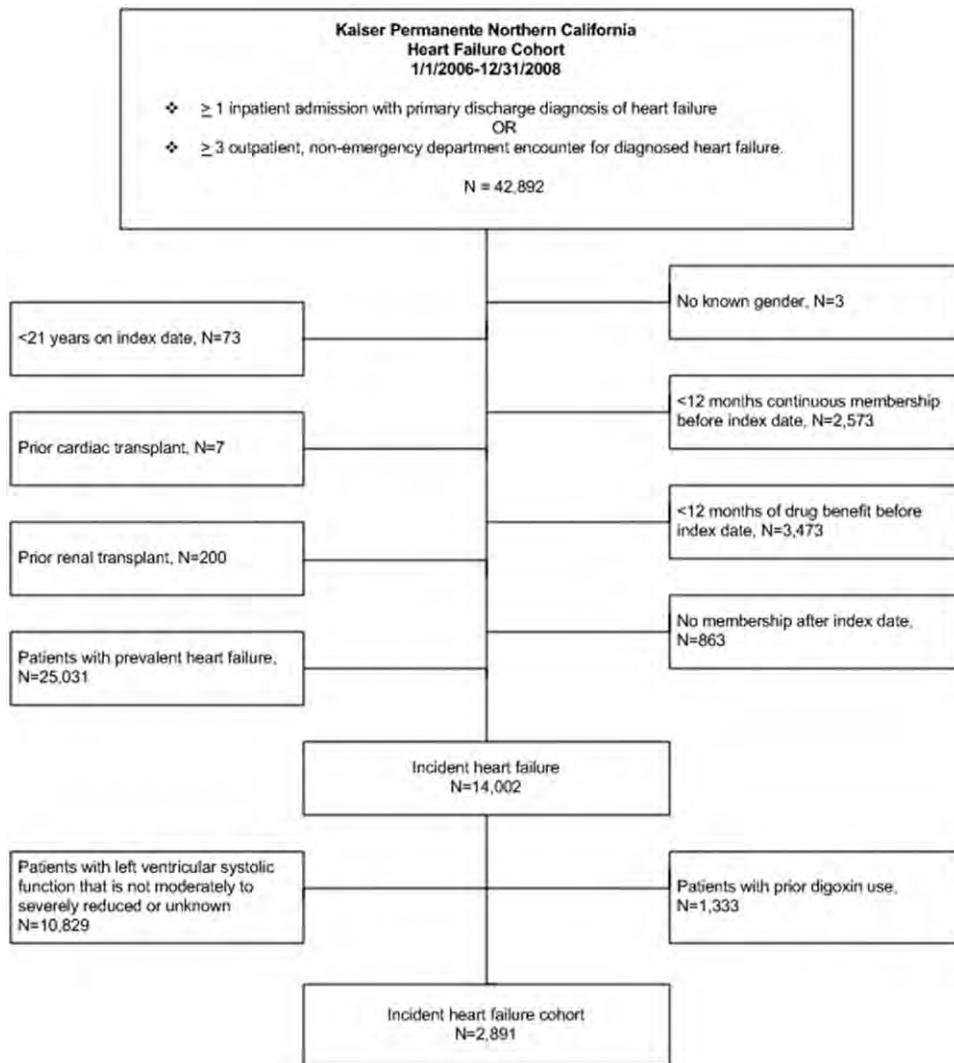 Kaiser Permanente Northern California
Heart Failure Cohort
1/1/2006-12/31/2008
❖ ≥ 1 inpatient admission with primary discharge diagnosis of heart failure
OR
❖ ≥ 3 outpatient, non-emergency department encounter for diagnosed heart failure.
N = 42,892
No known gender, N=3
<21 years on index date, N=73
<12 months continuous membership
before index date, N=2,573
Prior cardiac transplant, N=7
<12 months of drug benefit before
index date, N=3,473
Prior renal transplant, N=200
No membership after index date,
N=863
Patients with prevalent heart failure,
N=25,031
Incident heart failure
N=14,002
Patients with left ventricular systolic
function that is not moderately to
severely reduced or unknown
N=10,829
Patients with prior digoxin use,
N=1,333
Incident heart failure cohort
N=2,891